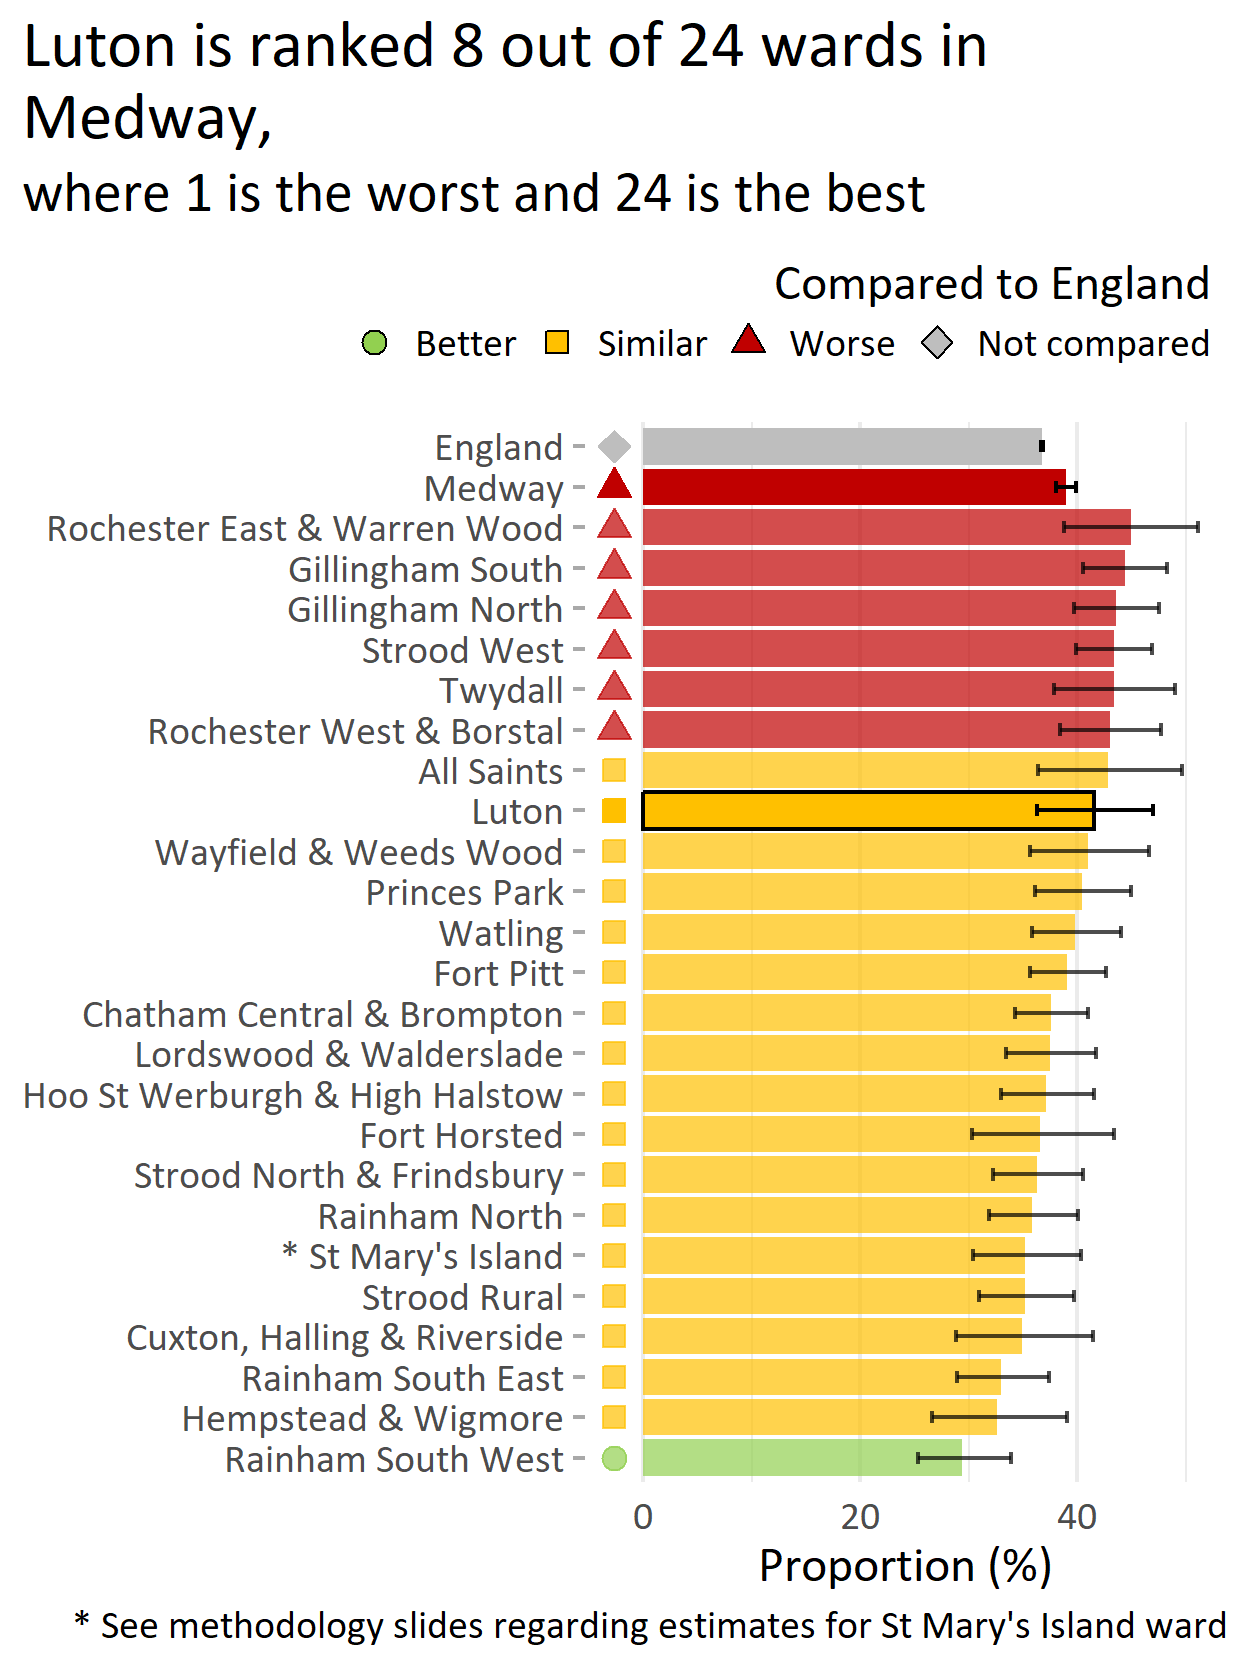 Luton is ranked 8 out of 24 wards in
Medway,
where 1 is the worst and 24 is the best
Compared to England
Better Similar Worse Not compared
England
Medway
Rochester East & Warren Wood
Gillingham South
Gillingham North
Strood West
Twydall
Rochester West & Borstal
All Saints
Luton
Wayfield & Weeds Wood
Princes Park
Watling
Fort Pitt
Chatham Central & Brompton
Lordswood & Walderslade
Hoo St Werburgh & High Halstow
Fort Horsted
Strood North & Frindsbury
Rainham North
* St Mary's Island
Strood Rural
Cuxton, Halling & Riverside
Rainham South East
Hempstead & Wigmore
Rainham South West
0 20 40
Proportion (%)
* See methodology slides regarding estimates for St Mary's Island ward